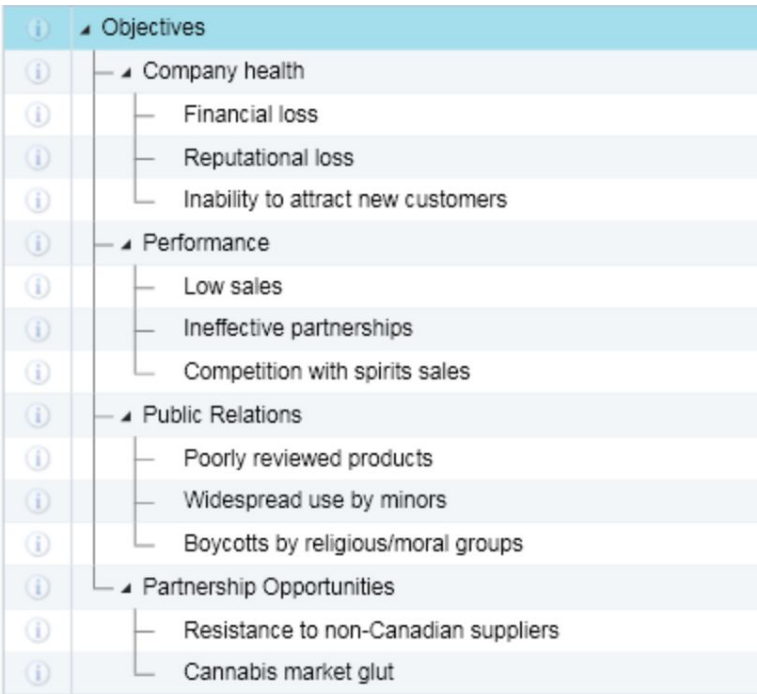 Objectives
Company health
Financial loss
Reputational loss
Inability to attract new customers
Performance
Low sales
Ineffective partnerships
Competition with spirits sales
Public Relations
Poorly reviewed products
Widespread use by minors
Boycotts by religious/moral groups
Partnership Opportunities
Resistance to non-Canadian suppliers
Cannabis market glut